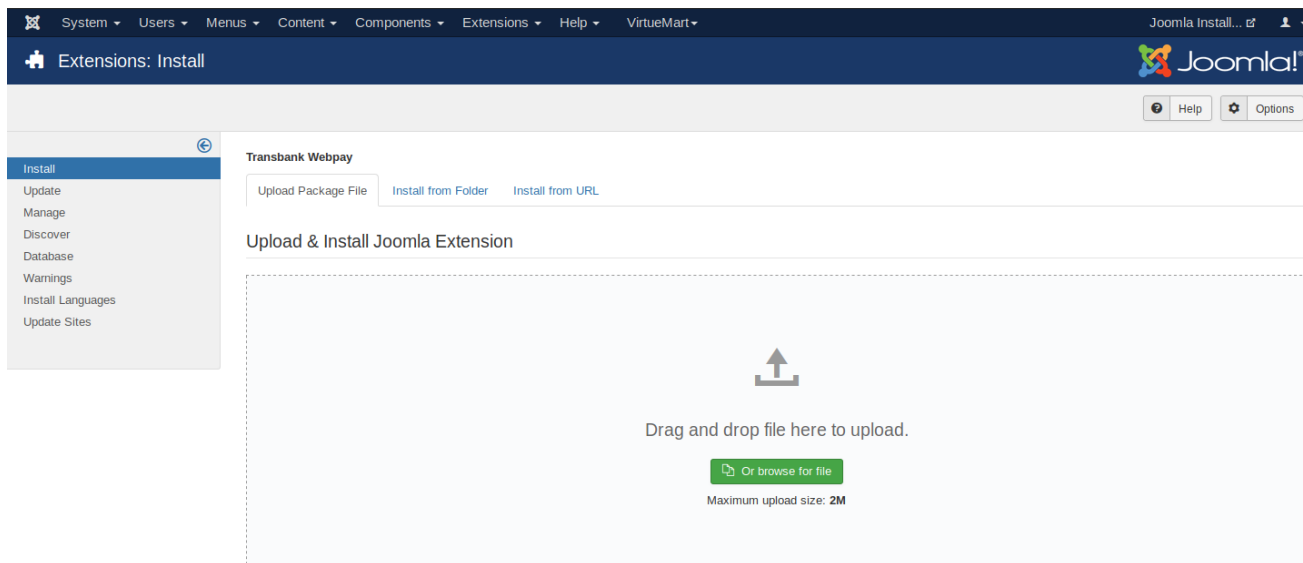 System Users Menus Content Components Extensions Help VirtueMart Joomla Install...
Extensions: Install Joomla!®
Help Options
Install
Update
Manage
Discover
Database
Warnings
Install Languages
Update Sites
Transbank Webpay
Upload Package File Install from Folder Install from URL
Upload & Install Joomla Extension
Drag and drop file here to upload.
Or browse for file
Maximum upload size: 2M